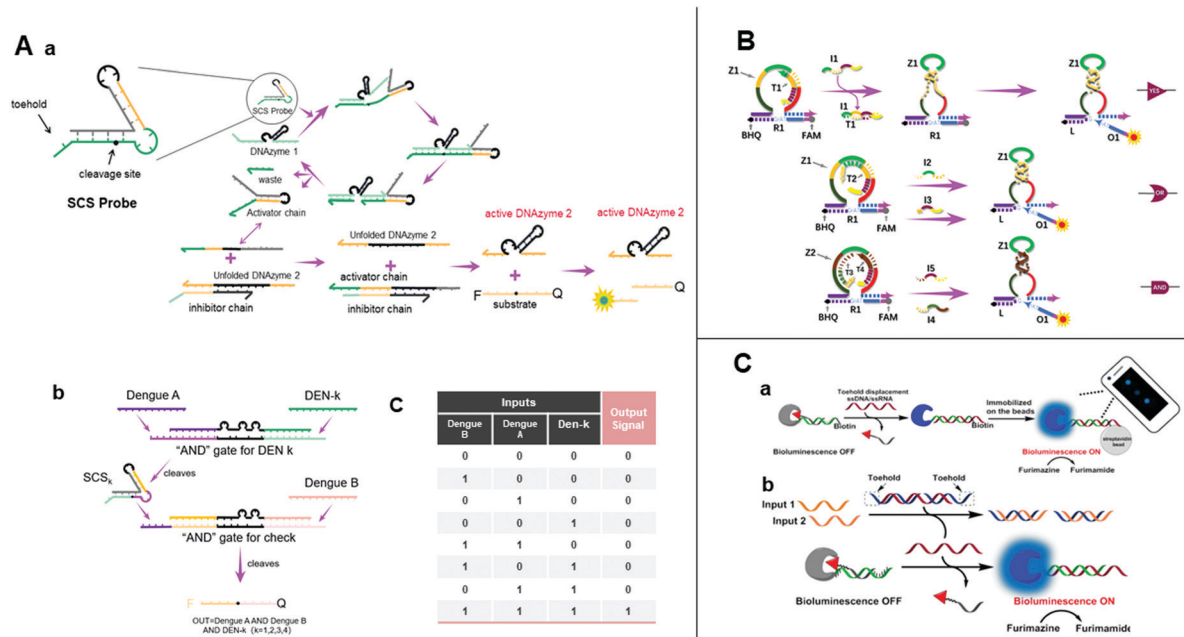 A a
toehold
cleavage site
SCS Probe
SCS Probe
DNAzyme 1
waste
Activator chain
Unfolded DNAzyme 2
inhibitor chain
Unfolded DNAzyme 2
activator chain
inhibitor chain
active DNAzyme 2
F Q
substrate
active DNAzyme 2
Q
b
Dengue A DEN-k
"AND" gate for DEN k
cleaves
SCSk
Dengue B
"AND" gate for check
cleaves
F Q
OUT=Dengue A AND Dengue B
AND DEN-k (k=1,2,3,4)
C
Inputs Output Signal
Dengue B Dengue A Den-k
0 0 0 0
1 0 0 0
0 1 0 0
0 0 1 0
1 1 0 0
1 0 1 0
0 1 1 0
1 1 1 1
B
Z1 T1 I1 Z1 Z1
I1
T1
BHQ R1 FAM R1 L O1 YES
Z1 T2 I2 Z1
I3
BHQ R1 FAM L O1 OR
Z2 T3 T4 I5 Z1
I4
BHQ R1 FAM L O1 AND
C
a
Toehold displacement
ssDNA/ssRNA
Immobilized
on the beads
Biotin Biotin
streptavidin
bead
Bioluminescence OFF
Bioluminescence ON
Furimazine Furimamide
b
Toehold Toehold
Input 1
Input 2
Bioluminescence OFF
Bioluminescence ON
Furimazine Furimamide